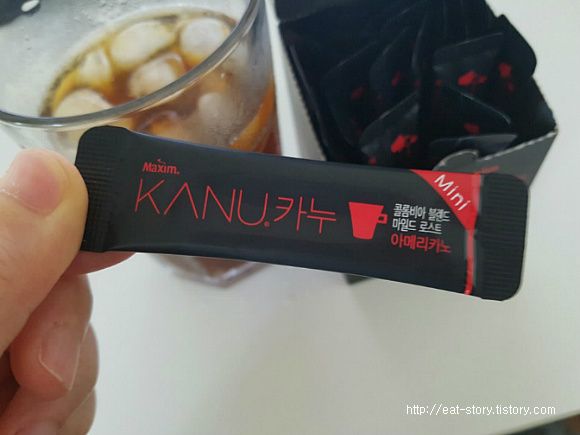 Maxim.
KANU® 카누
Mini
콜롬비아 블렌드
마일드 로스트
아메리카노
http://eat-story.tistory.com